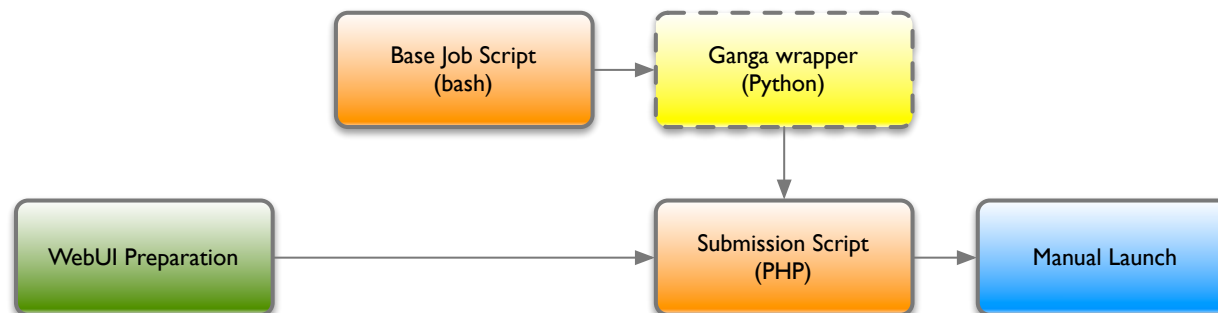 Base Job Script
(bash)
Ganga wrapper
(Python)
WebUI Preparation
Submission Script
(PHP)
Manual Launch